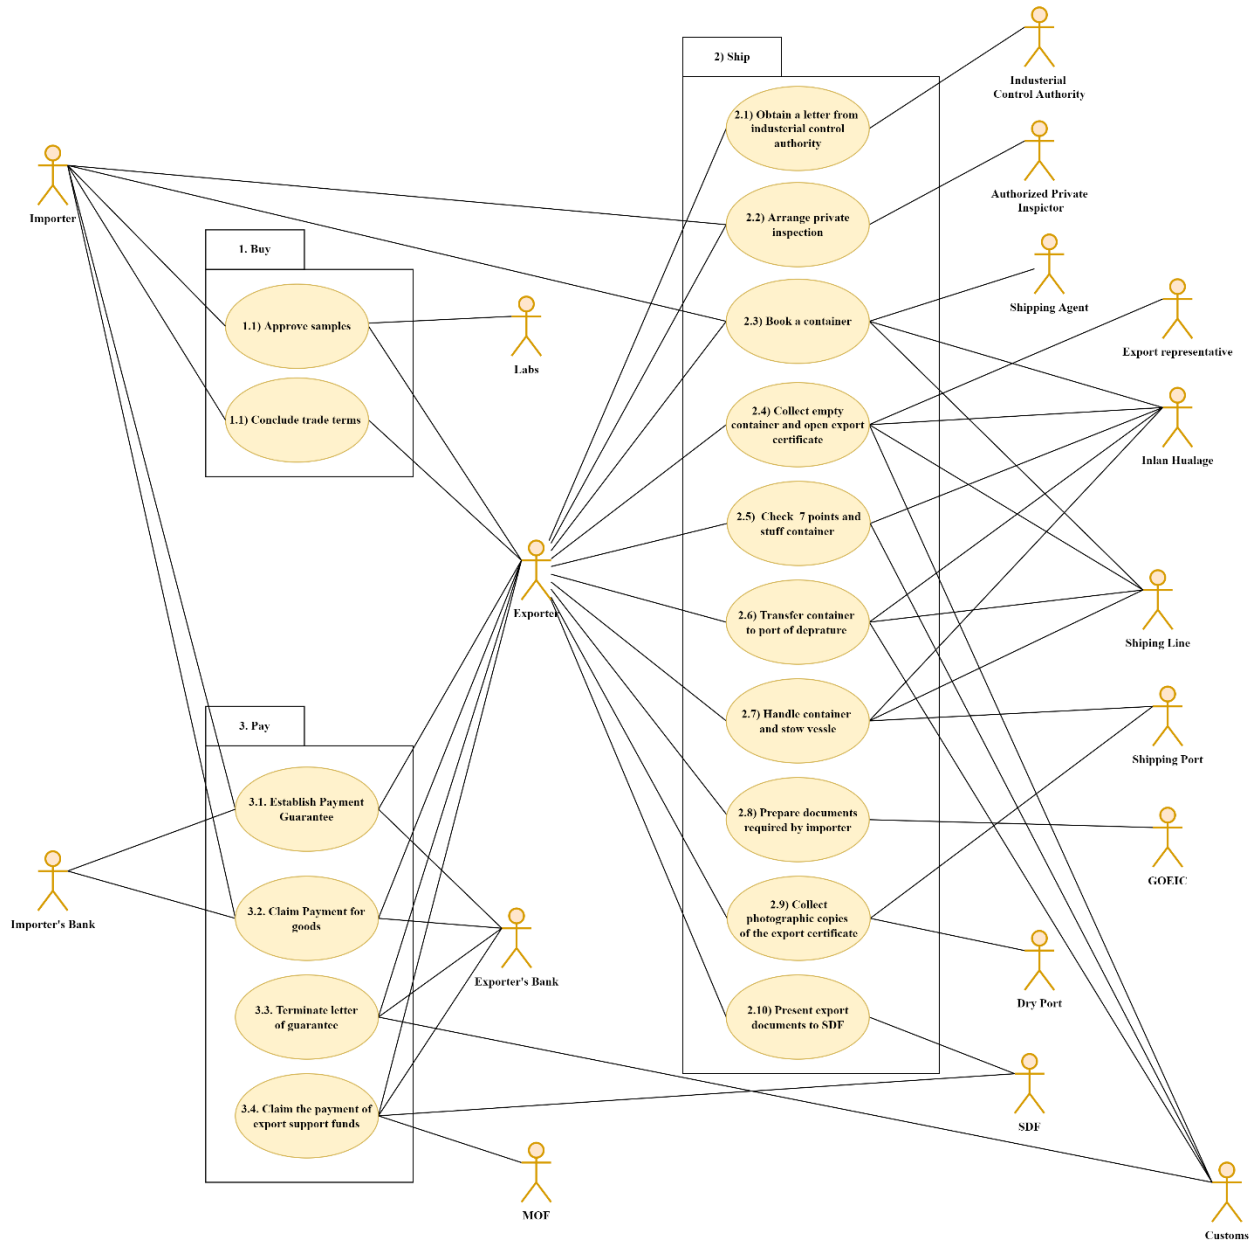 2) Ship
Industerial
Control Authority
2.1) Obtain a letter from
industerial control
authority
Importer
Authorized Private
Inspictor
2.2) Arrange private
inspection
1. Buy
Shipping Agent
1.1) Approve samples
Labs
2.3) Book a container
Export representative
1.1) Conclude trade terms
2.4) Collect empty
container and open export
certificate
Inlan Hualage
2.5) Check 7 points and
stuff container
Exporter
2.6) Transfer container
to port of deprature
Shiping Line
3. Pay
2.7) Handle container
and stow vessle
Shipping Port
3.1. Establish Payment
Guarantee
2.8) Prepare documents
required by importer
GOEIC
Importer's Bank
3.2. Claim Payment for
goods
Exporter's Bank
2.9) Collect
photographic copies
of the export certificate
Dry Port
3.3. Terminate letter
of guarantee
2.10) Present export
documents to SDF
3.4. Claim the payment of
export support funds
SDF
MOF
Customs